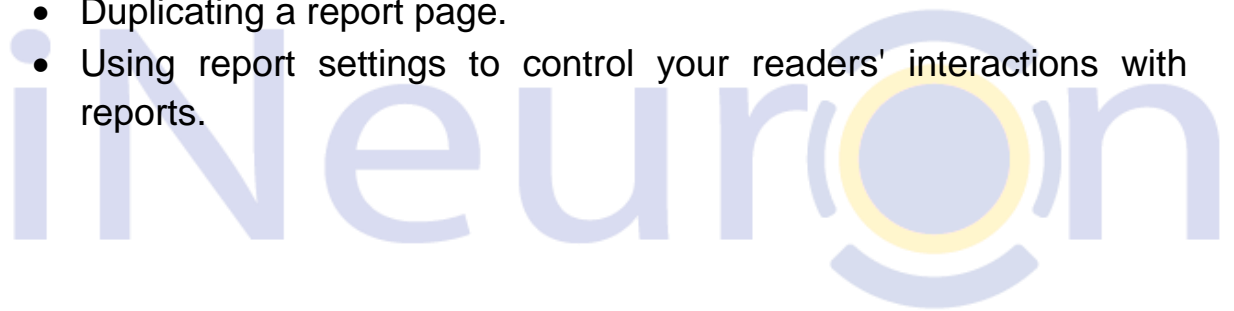 • Duplicating a report page.
• Using report settings to control your readers' interactions with
reports.
iNeuron